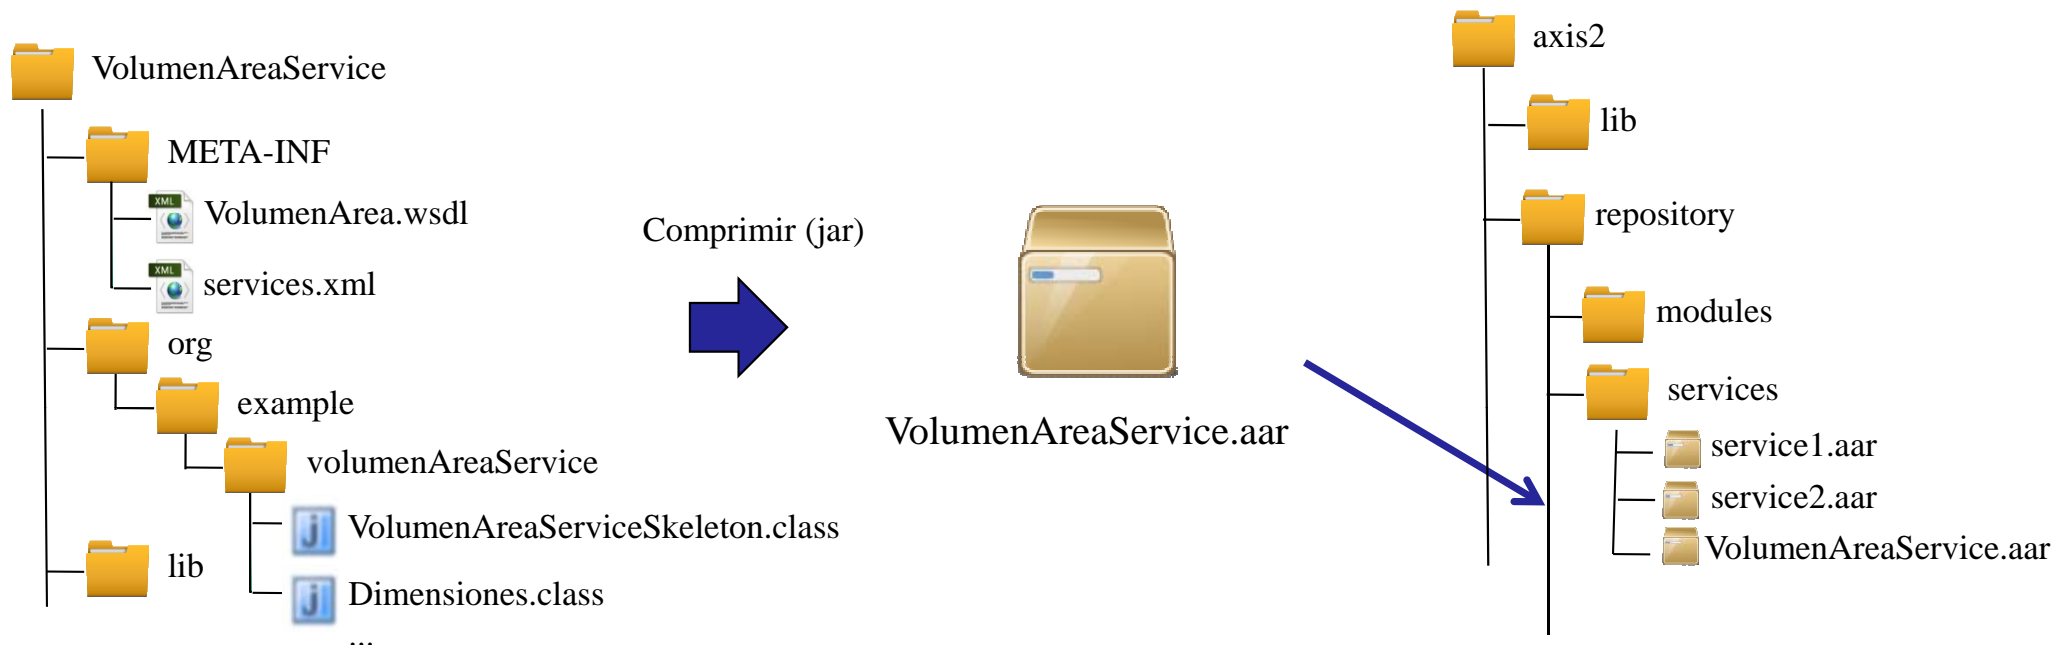 VolumenAreaService
META-INF
VolumenArea.wsdl
services.xml
org
example
volumenAreaService
VolumenAreaServiceSkeleton.class
lib
Dimensiones.class
...
Comprimir (jar)
VolumenAreaService.aar
axis2
lib
repository
modules
services
service1.aar
service2.aar
VolumenAreaService.aar